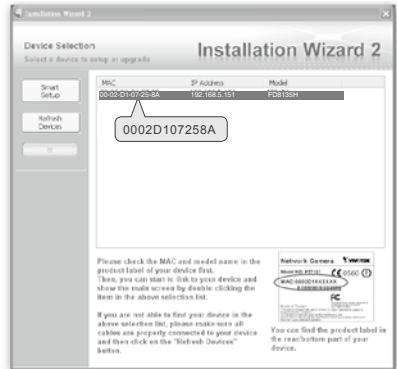 Installation Wizard 2
Device Selection
Select a device to setup or upgrade
Installation Wizard 2
MAC IP Address Model
00-02-D1-07-25-8A 192.168.5.151 FD8135H
0002D107258A
Smart
Setup
Refresh
Devices
Please check the MAC and model name in the
product label of your device first.
Then, you can start to link to your device and
show the main screen by double clicking the
item in the above selection list.
If you are not able to find your device in the
above selection list, please make sure all
cables are properly connected to your device
and then click on the "Refresh Devices"
button.
Network Camera VIVOTEK
0560
You can find the product label in
the rear/bottom part of your
device.